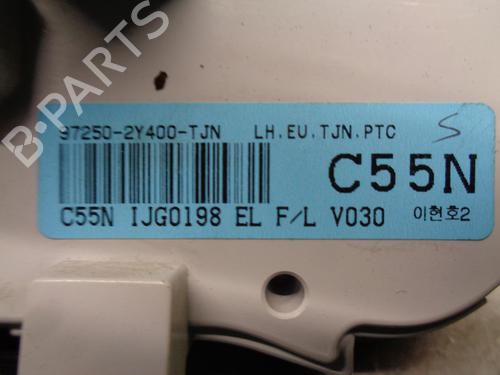 97250-2Y400-TJN LH.EU.TJN.PTC S
C55N
C55N IJG0198 EL F/L V030 이현호2
B-PARTS